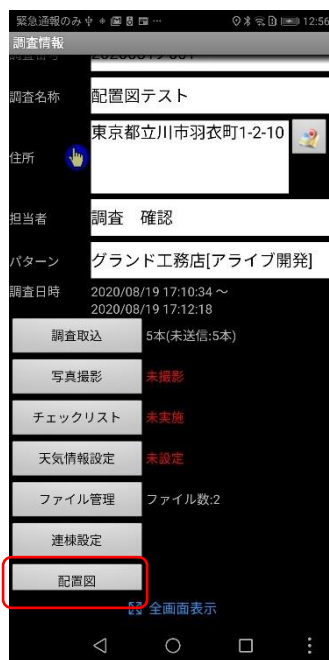 緊急通報のみ 12:56
調査情報
調査名称 配置図テスト
住所 東京都立川市羽衣町1-2-10
担当者 調査 確認
パターン グランド工務店[アライブ開発]
調査日時 2020/08/19 17:10:34 ～
2020/08/19 17:12:18
調査取込 5本(未送信:5本)
写真撮影 未撮影
チェックリスト 未実施
天気情報設定 未設定
ファイル管理 ファイル数:2
連棟設定
配置図
全画面表示